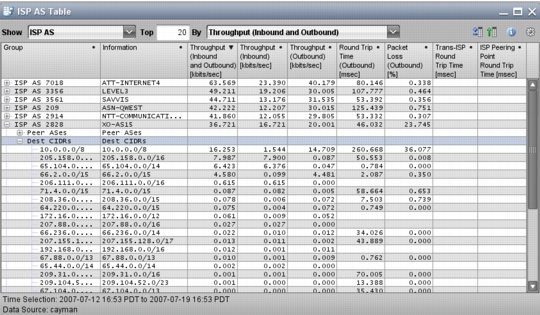 ISP AS Table
Show ISP AS Top 20 By Throughput (Inbound and Outbound)
Group Information Throughput (Inbound and Outbound) [kbits/sec] Throughput (Inbound) [kbits/sec] Throughput (Outbound) [kbits/sec] Round Trip Time (Outbound) [msec] Packet Loss (Outbound) [%] Trans-ISP Round Trip Time [msec] ISP Peering Point Round Trip Time [msec]
ISP AS 7018 ATT-INTERNET4 63.569 23.390 40.179 80.146 0.338
ISP AS 3356 LEVEL3 49.211 19.206 30.005 107.777 0.464
ISP AS 3561 SAVVIS 44.711 13.176 31.535 53.392 0.356
ISP AS 209 ASN-QWEST 42.222 12.207 30.015 125.439 0.751
ISP AS 2914 NTT-COMMUNICATI... 41.860 12.055 29.805 53.332 0.307
ISP AS 2828 XO-AS15 36.721 16.721 20.001 46.032 23.745
Peer ASes Peer ASes
Dest CIDRs Dest CIDRs
10.0.0.0/8 10.0.0.0/8 16.253 1.544 14.709 260.668 36.077
205.158.0... 205.158.0.0/16 7.987 7.900 0.087 50.553 0.008
65.104.0.... 65.104.0.0/14 6.423 6.376 0.047 0.784 0.000
66.2.0.0/15 66.2.0.0/15 4.580 0.099 4.481 2.087 0.350
206.111.0... 206.111.0.0/16 0.615 0.615 0.000
71.4.0.0/15 71.4.0.0/15 0.087 0.082 0.005 58.664 0.653
208.36.0.... 208.36.0.0/15 0.078 0.006 0.072 7.503 0.739
64.220.0.... 64.220.0.0/15 0.075 0.004 0.072 0.749 0.000
172.16.0.... 172.16.0.0/12 0.061 0.009 0.052
207.88.0.... 207.88.0.0/16 0.027 0.027 0.000
66.236.0.... 66.236.0.0/14 0.022 0.010 0.012 34.026 0.000
207.155.1... 207.155.128.0/17 0.013 0.011 0.002 43.889 0.000
192.168.0... 192.168.0.0/16 0.012 0.001 0.011
67.88.0.0/13 67.88.0.0/13 0.010 0.001 0.009 0.762 0.000
65.44.0.0/14 65.44.0.0/14 0.002 0.002 0.000
209.31.0.... 209.31.0.0/16 0.001 0.001 0.000 70.005 0.000
209.104.5... 209.104.52.0/23 0.001 0.001 0.000 13.388 0.000
67.104.0.... 67.104.0.0/14 0.000 0.000 0.000 35.430 0.000
Time Selection: 2007-07-12 16:53 PDT to 2007-07-19 16:53 PDT
Data Source: cayman